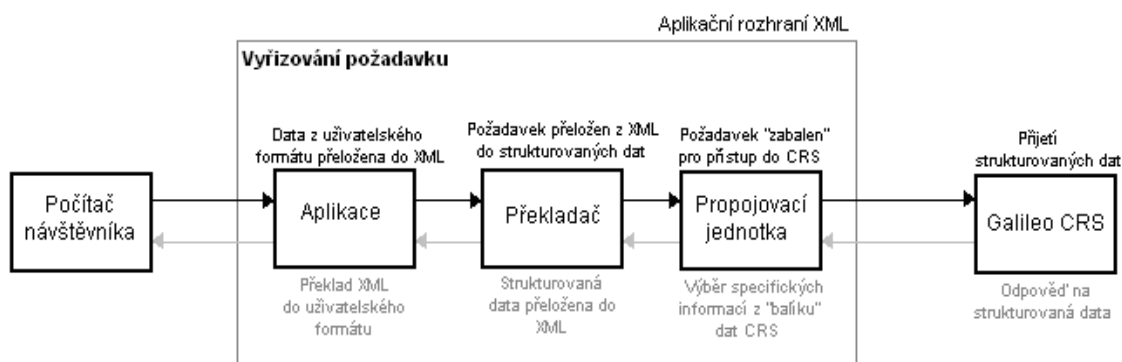 Aplikační rozhraní XML
Vyřizování požadavku
Data z uživatelského
formátu přeložena do XML
Požadavek přeložen z XML
do strukturovaných dat
Požadavek "zabalen"
pro přístup do CRS
Přijetí
strukturovaných dat
Počítač
návštěvníka
Aplikace
Překladač
Propojovací
jednotka
Galileo CRS
Překlad XML
do uživatelského
formátu
Strukturovaná
data přeložena do
XML
Výběr specifických
informací z "balíku"
dat CRS
Odpověď na
strukturovaná data